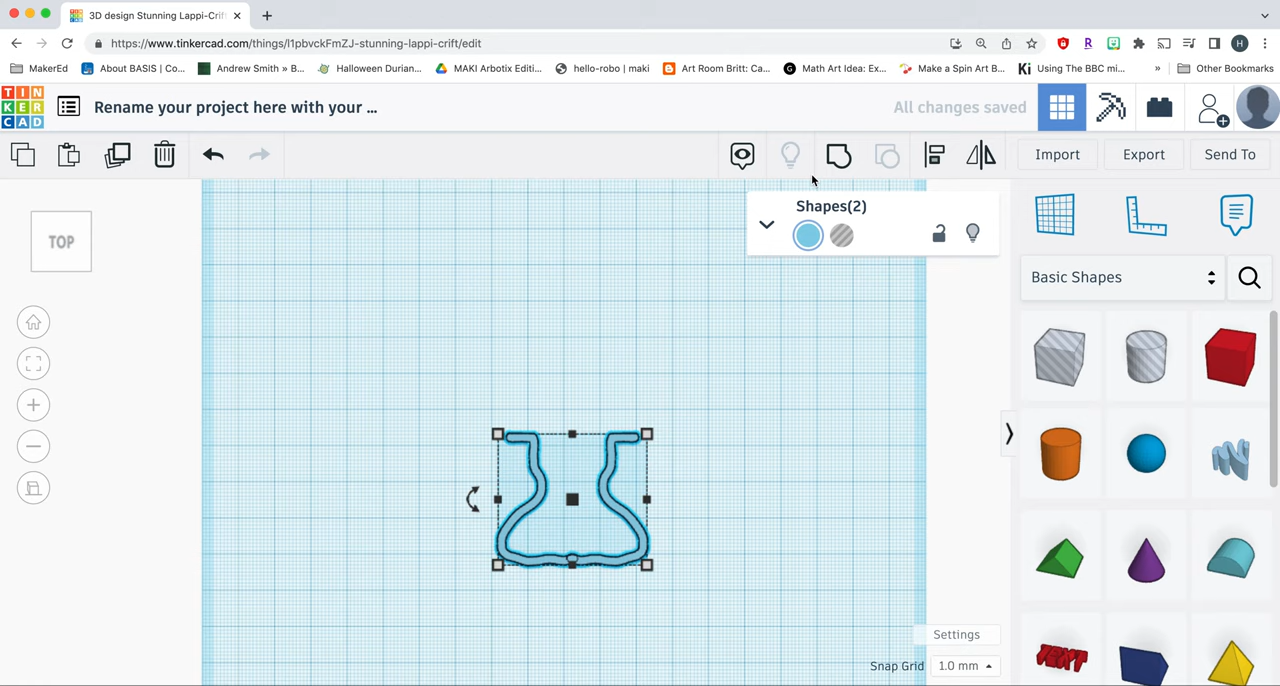 3D design Stunning Lappi-Crif
https://www.tinkercad.com/things/l1pbvckFmZJ-stunning-lappi-crift/edit
H
MakerEd
About BASIS | Co...
Andrew Smith » B...
Halloween Durian...
MAKI Arbotix Editi...
hello-robo | maki
Art Room Britt: Ca...
Math Art Idea: Ex...
Make a Spin Art B...
Ki Using The BBC mi...
»
Other Bookmarks
TIN
KER
CAD
Rename your project here with your ...
All changes saved
Import
Export
Send To
Shapes(2)
TOP
Basic Shapes
TEXT
Settings
Snap Grid 1.0 mm